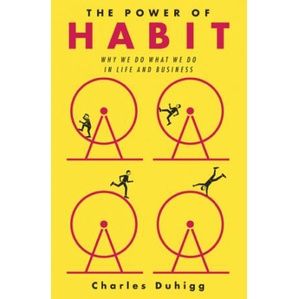 THE POWER OF
HABIT
WHY WE DO WHAT WE DO
IN LIFE AND BUSINESS
Charles Duhigg